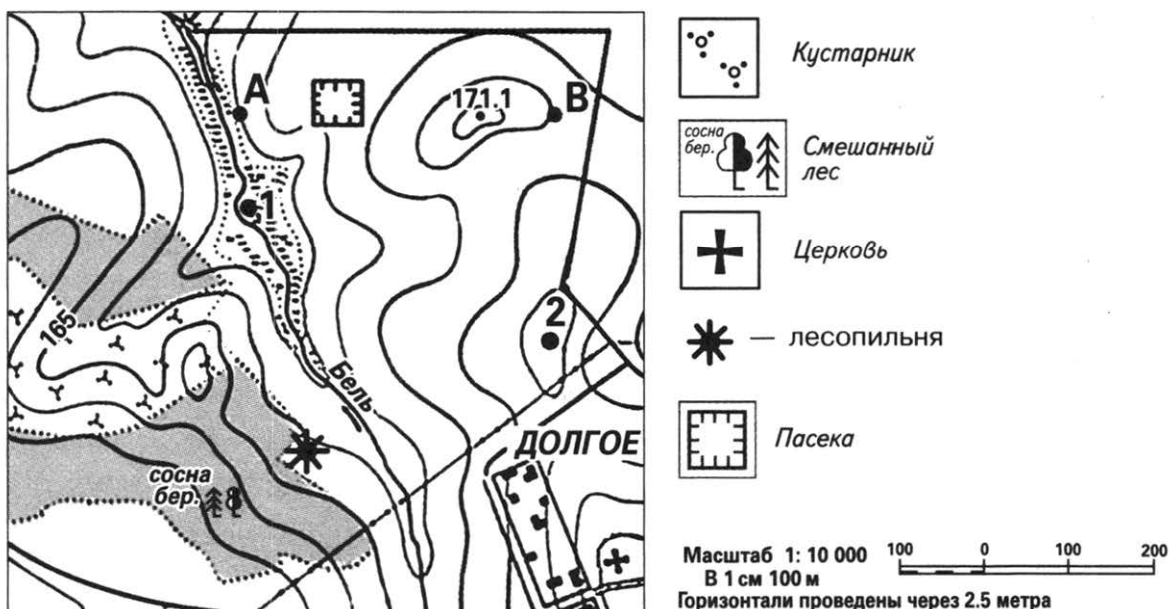 А
171.1
В
1
165
2
Бель
ДОЛГОЕ
сосна
бер.
Кустарник
сосна
бер.
Смешанный
лес
Церковь
— лесопильня
Пасека
Масштаб 1: 10 000
В 1 см 100 м
100 0 100 200
Горизонтали проведены через 2.5 метра